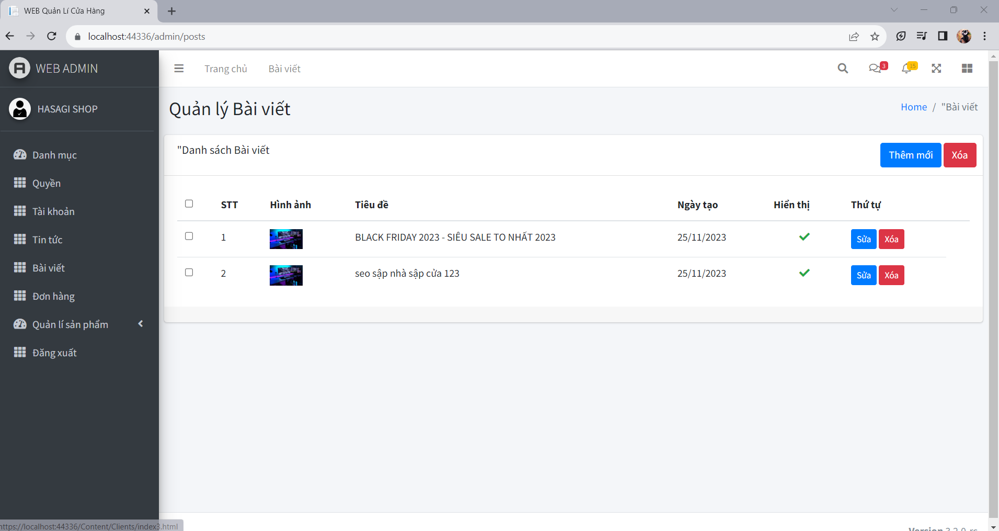 WEB Quản Lí Cửa Hàng
localhost:44336/admin/posts
WEB ADMIN
Trang chủ
Bài viết
3
15
HASAGI SHOP
Quản lý Bài viết
Home / "Bài viết
Danh mục
Quyền
Tài khoản
Tin tức
Bài viết
Đơn hàng
Quản lí sản phẩm
Đăng xuất
"Danh sách Bài viết
Thêm mới
Xóa
STT Hình ảnh Tiêu đề Ngày tạo Hiển thị Thứ tự
1 BLACK FRIDAY 2023 - SIÊU SALE TO NHẤT 2023 25/11/2023 Sửa Xóa
2 seo sập nhà sập cửa 123 25/11/2023 Sửa Xóa
https://localhost:44336/Content/Clients/index3.html
Version 3.2.0-rc